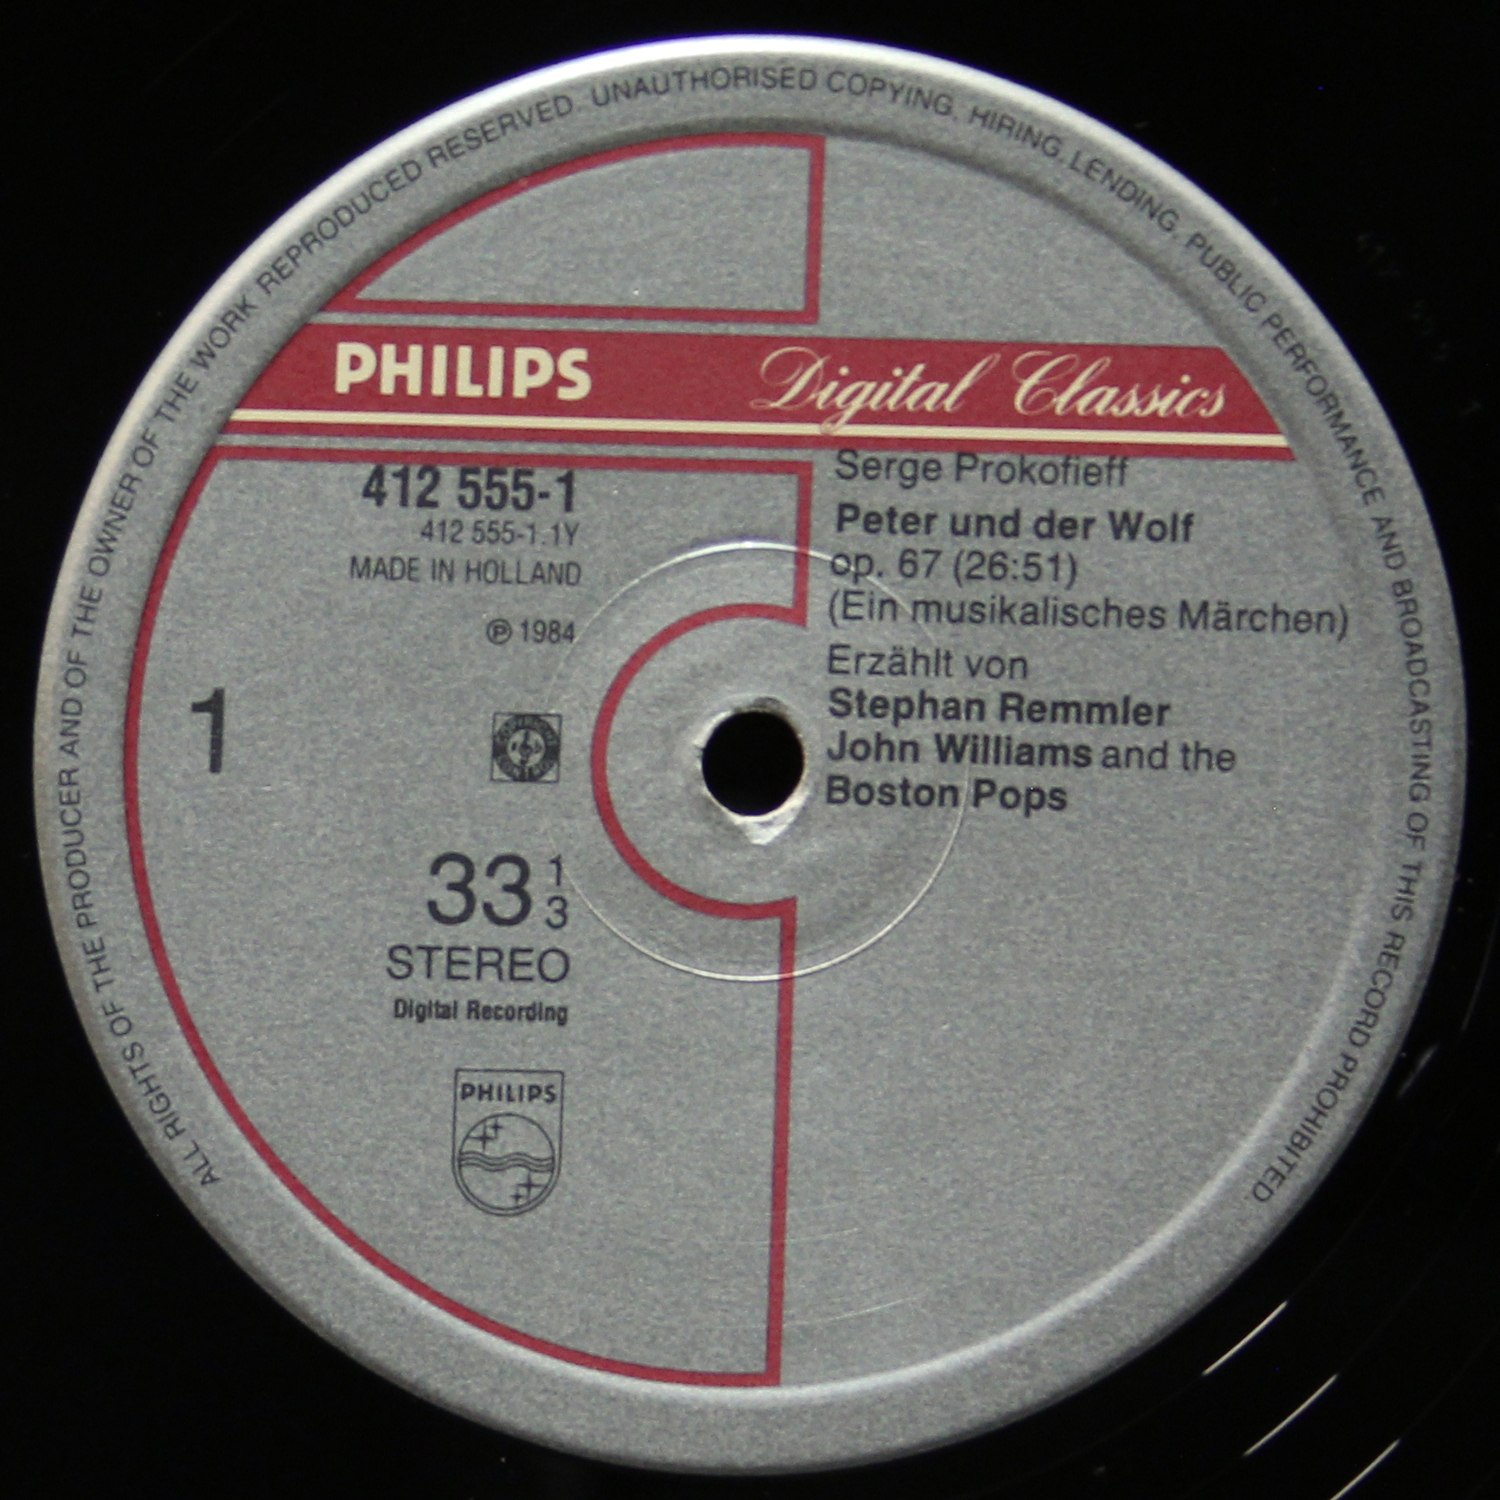 ALL RIGHTS OF THE PRODUCER AND OF THE OWNER OF THE WORK REPRODUCED RESERVED. UNAUTHORISED COPYING, HIRING, LENDING, PUBLIC PERFORMANCE AND BROADCASTING OF THIS RECORD PROHIBITED.
PHILIPS Digital Classics
412 555-1
412 555-1.1Y
MADE IN HOLLAND
℗ 1984
1
33 1/3
STEREO
Digital Recording
PHILIPS
Serge Prokofieff
Peter und der Wolf
op. 67 (26:51)
(Ein musikalisches Märchen)
Erzählt von
Stephan Remmler
John Williams and the
Boston Pops